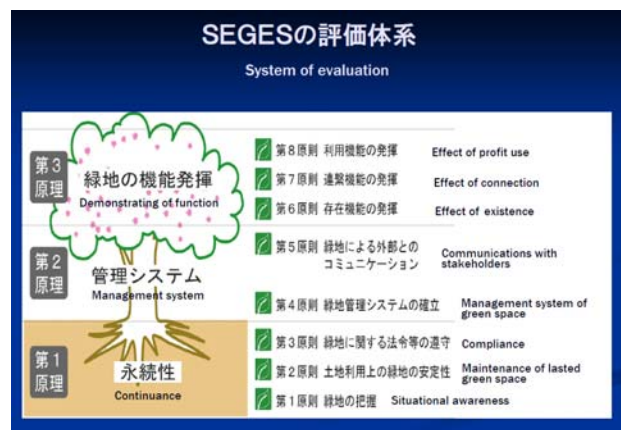 SEGESの評価体系
System of evaluation
第3
原理
緑地の機能発揮
Demonstrating of function
第8原則 利用機能の発揮 Effect of profit use
第7原則 連繋機能の発揮 Effect of connection
第6原則 存在機能の発揮 Effect of existence
第2
原理
管理システム
Management system
第5原則 緑地による外部との
コミュニケーション
Communications with
stakeholders
第4原則 緑地管理システムの確立
Management system of
green space
第1
原理
永続性
Continuance
第3原則 緑地に関する法令等の遵守 Compliance
第2原則 土地利用上の緑地の安定性
Maintenance of lasted
green space
第1原則 緑地の把握 Situational awareness